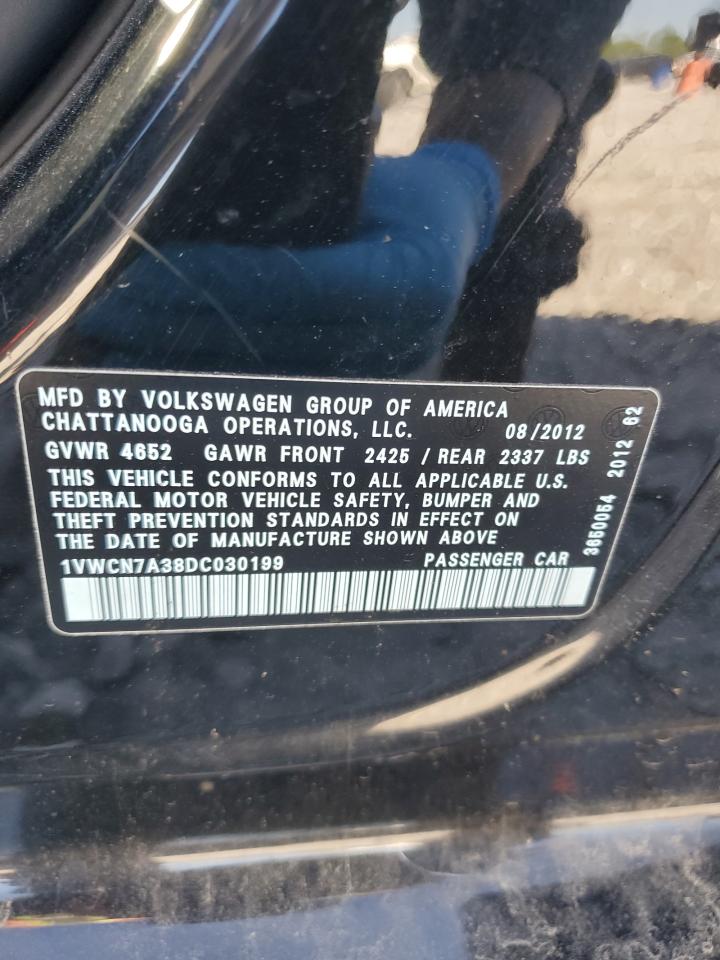 MFD BY VOLKSWAGEN GROUP OF AMERICA
CHATTANOOGA OPERATIONS, LLC. 08/2012
GVWR 4652 GAWR FRONT 2425 / REAR 2337 LBS
THIS VEHICLE CONFORMS TO ALL APPLICABLE U.S.
FEDERAL MOTOR VEHICLE SAFETY, BUMPER AND
THEFT PREVENTION STANDARDS IN EFFECT ON
THE DATE OF MANUFACTURE SHOWN ABOVE
1VWCN7A38DC030199 PASSENGER CAR
3650054 2012 62